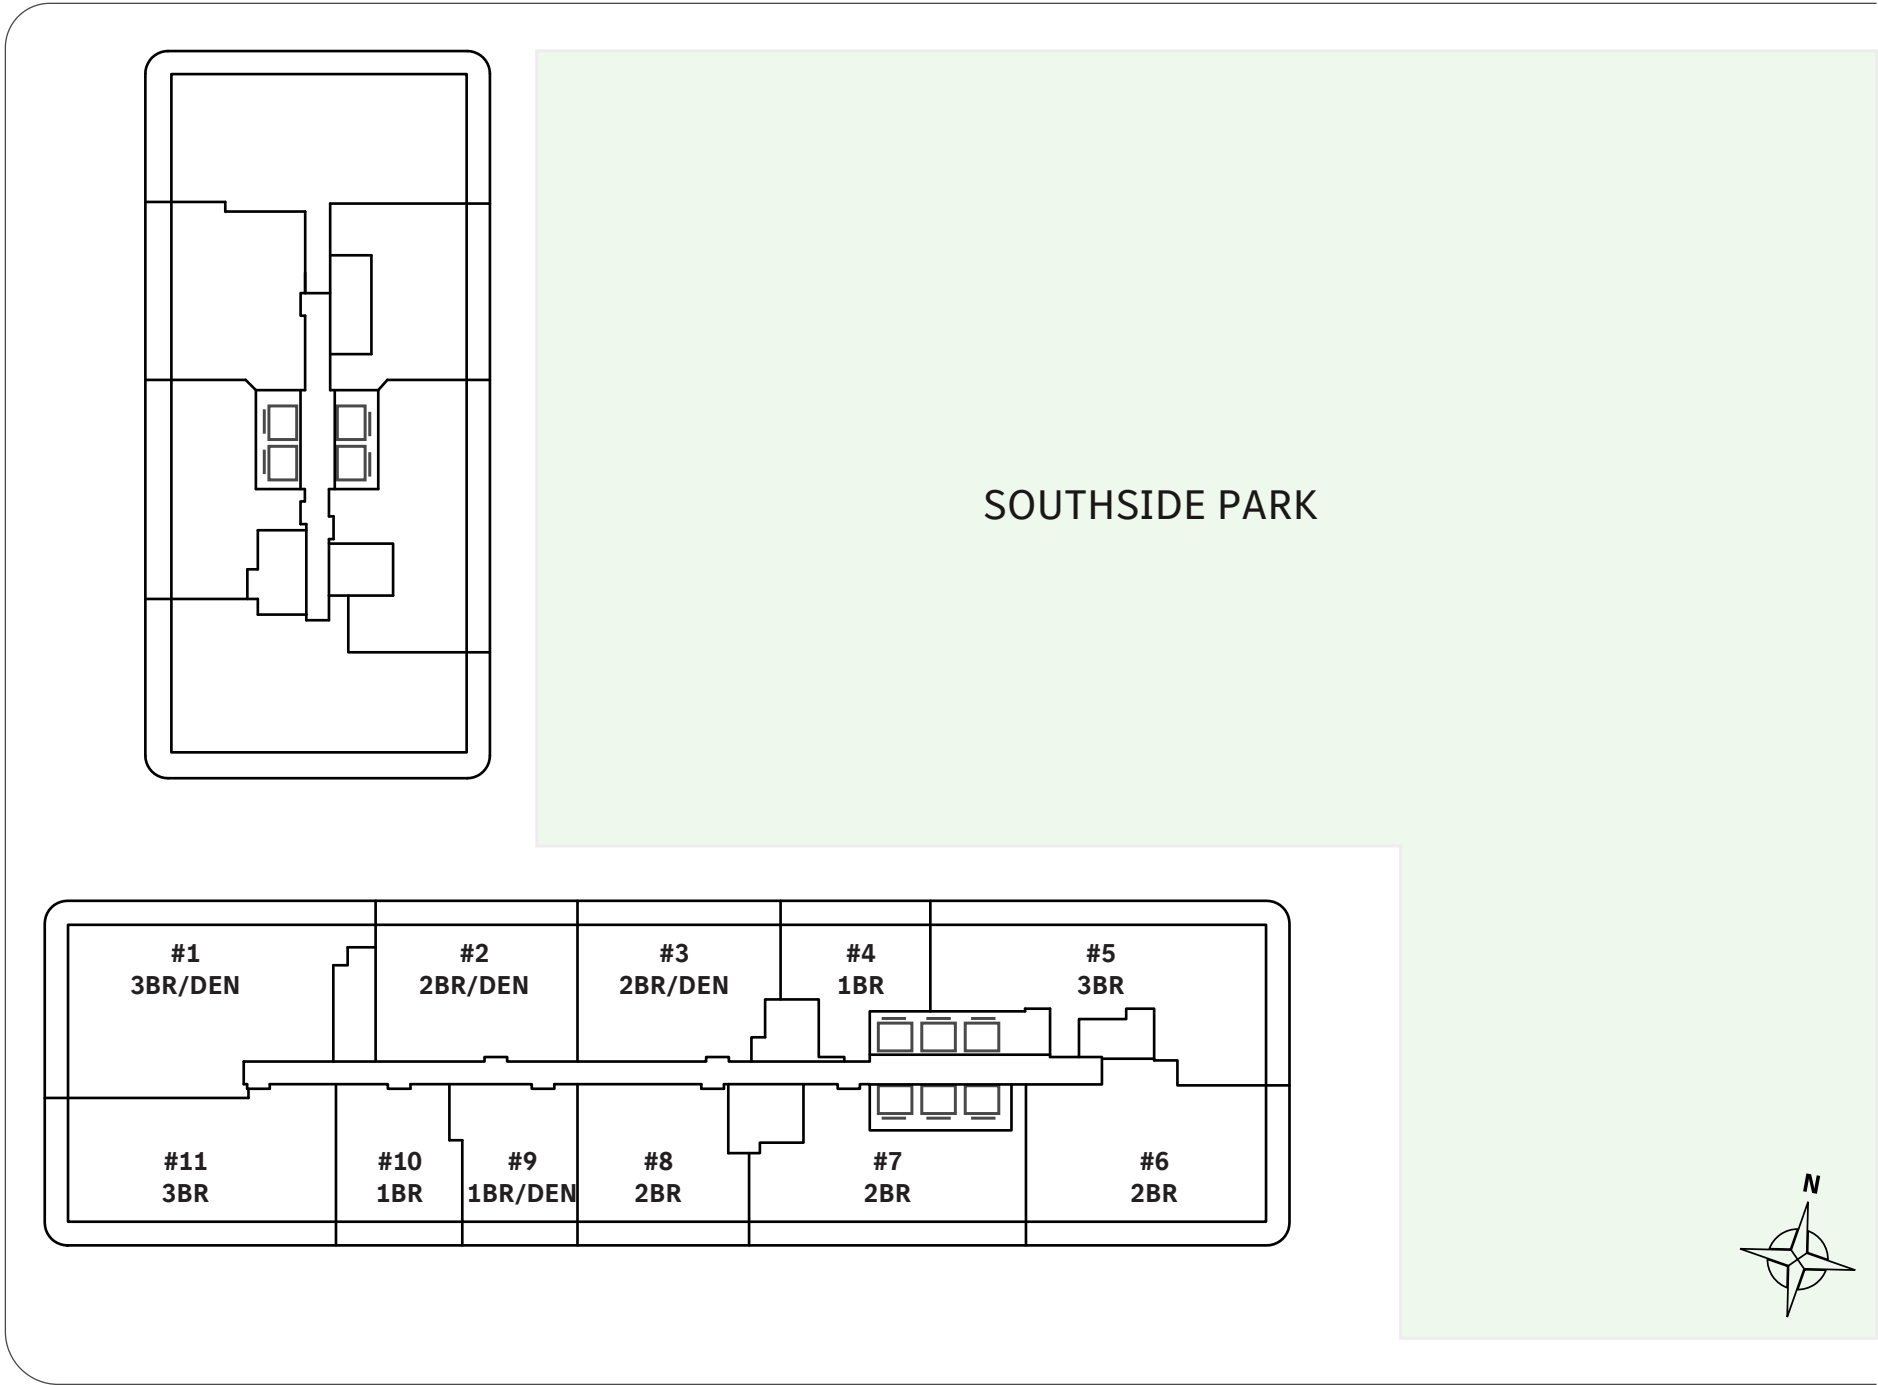 SOUTHSIDE PARK
#1
3BR/DEN
#2
2BR/DEN
#3
2BR/DEN
#4
1BR
#5
3BR
#11
3BR
#10
1BR
#9
1BR/DEN
#8
2BR
#7
2BR
#6
2BR
N